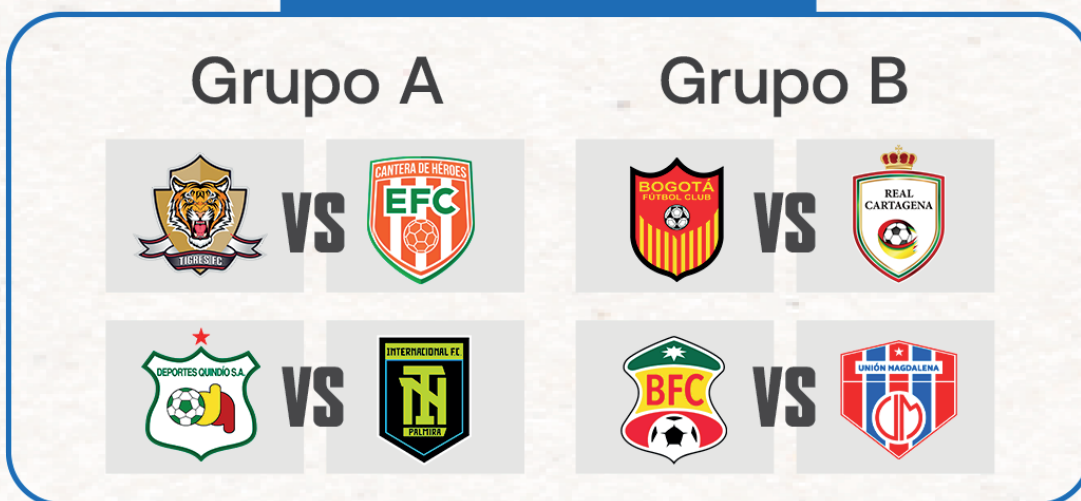 Grupo A
Grupo B
TIGRES FC
VS
CANTERA DE HÉROES
EFC
BOGOTÁ
FÚTBOL CLUB
VS
REAL
CARTAGENA
DEPORTES QUINDÍO S.A.
VS
INTERNACIONAL F.C.
PALMIRA
BFC
VS
UNIÓN MAGDALENA